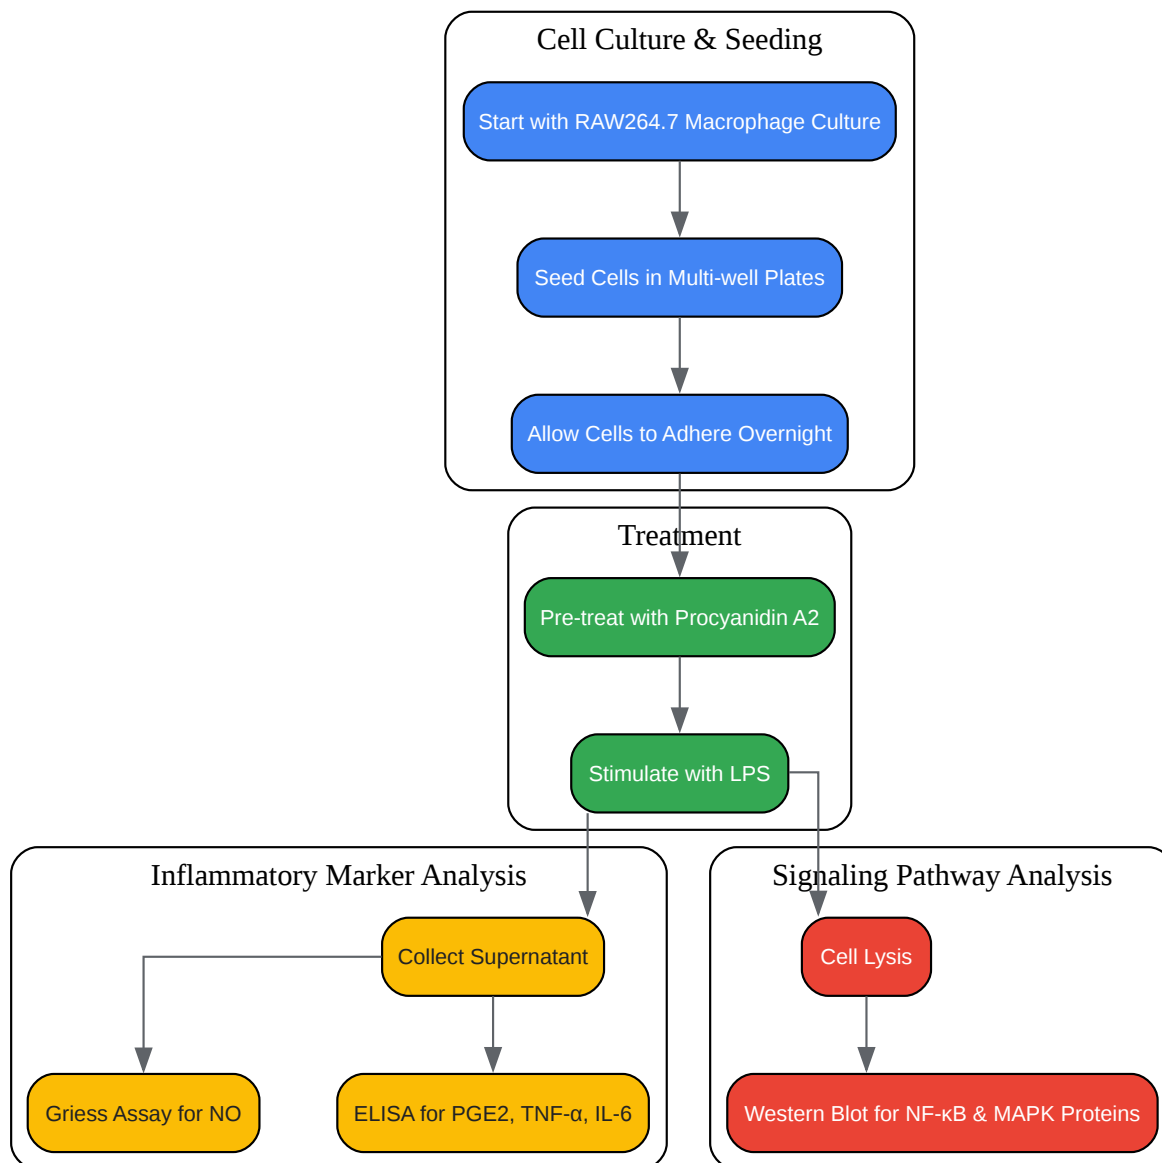 Cell Culture & Seeding
Start with RAW264.7 Macrophage Culture
Seed Cells in Multi-well Plates
Allow Cells to Adhere Overnight
Treatment
Pre-treat with Procyanidin A2
Stimulate with LPS
Inflammatory Marker Analysis
Collect Supernatant
Griess Assay for NO
ELISA for PGE2, TNF-α, IL-6
Signaling Pathway Analysis
Cell Lysis
Western Blot for NF-κB & MAPK Proteins